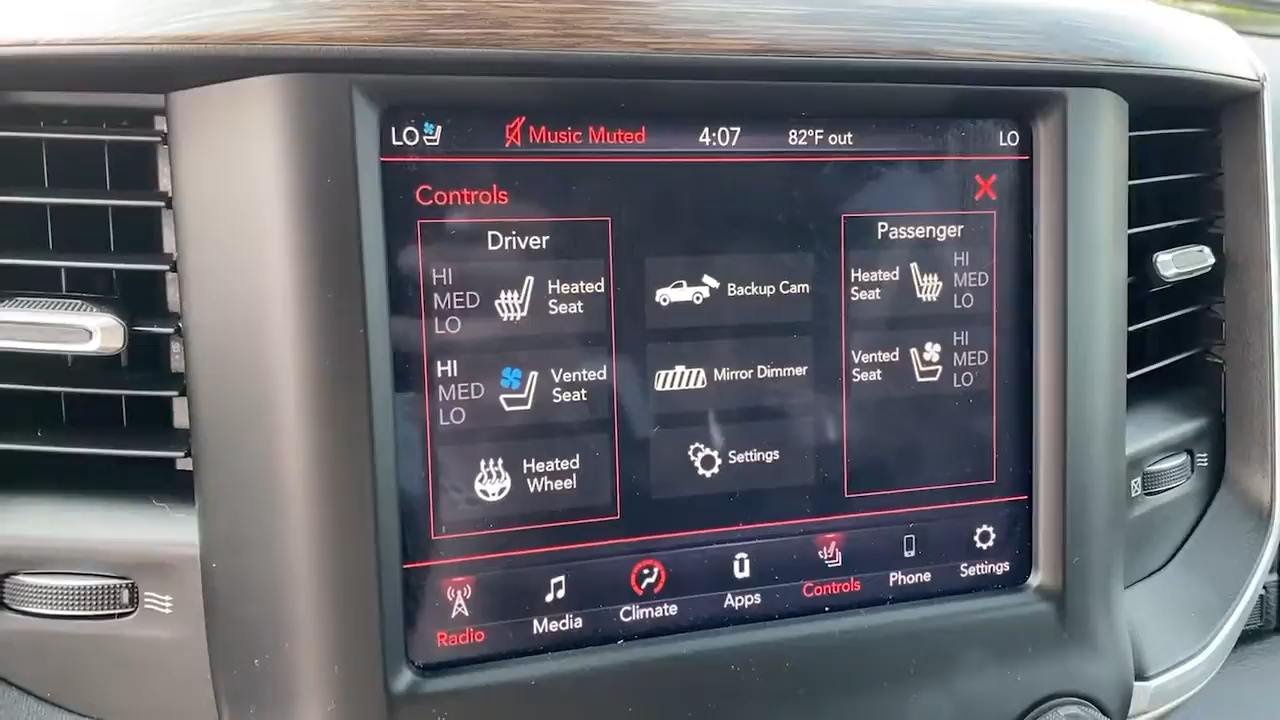 LO
Music Muted
4:07
82°F out
LO
Controls
Driver
HI
MED
LO
Heated
Seat
HI
MED
LO
Vented
Seat
Heated
Wheel
Backup Cam
Mirror Dimmer
Settings
Passenger
Heated
Seat
HI
MED
LO
Vented
Seat
HI
MED
LO
Radio
Media
Climate
Apps
Controls
Phone
Settings